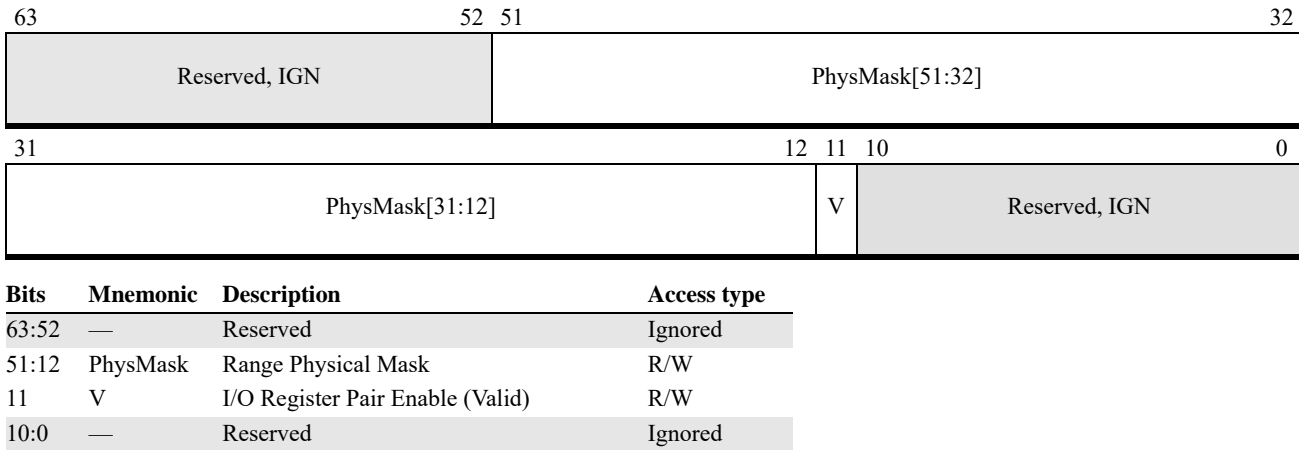 63 52 51 32
Reserved, IGN PhysMask[51:32]
31 12 11 10 0
PhysMask[31:12] V Reserved, IGN
Bits Mnemonic Description Access type
63:52 — Reserved Ignored
51:12 PhysMask Range Physical Mask R/W
11 V I/O Register Pair Enable (Valid) R/W
10:0 — Reserved Ignored